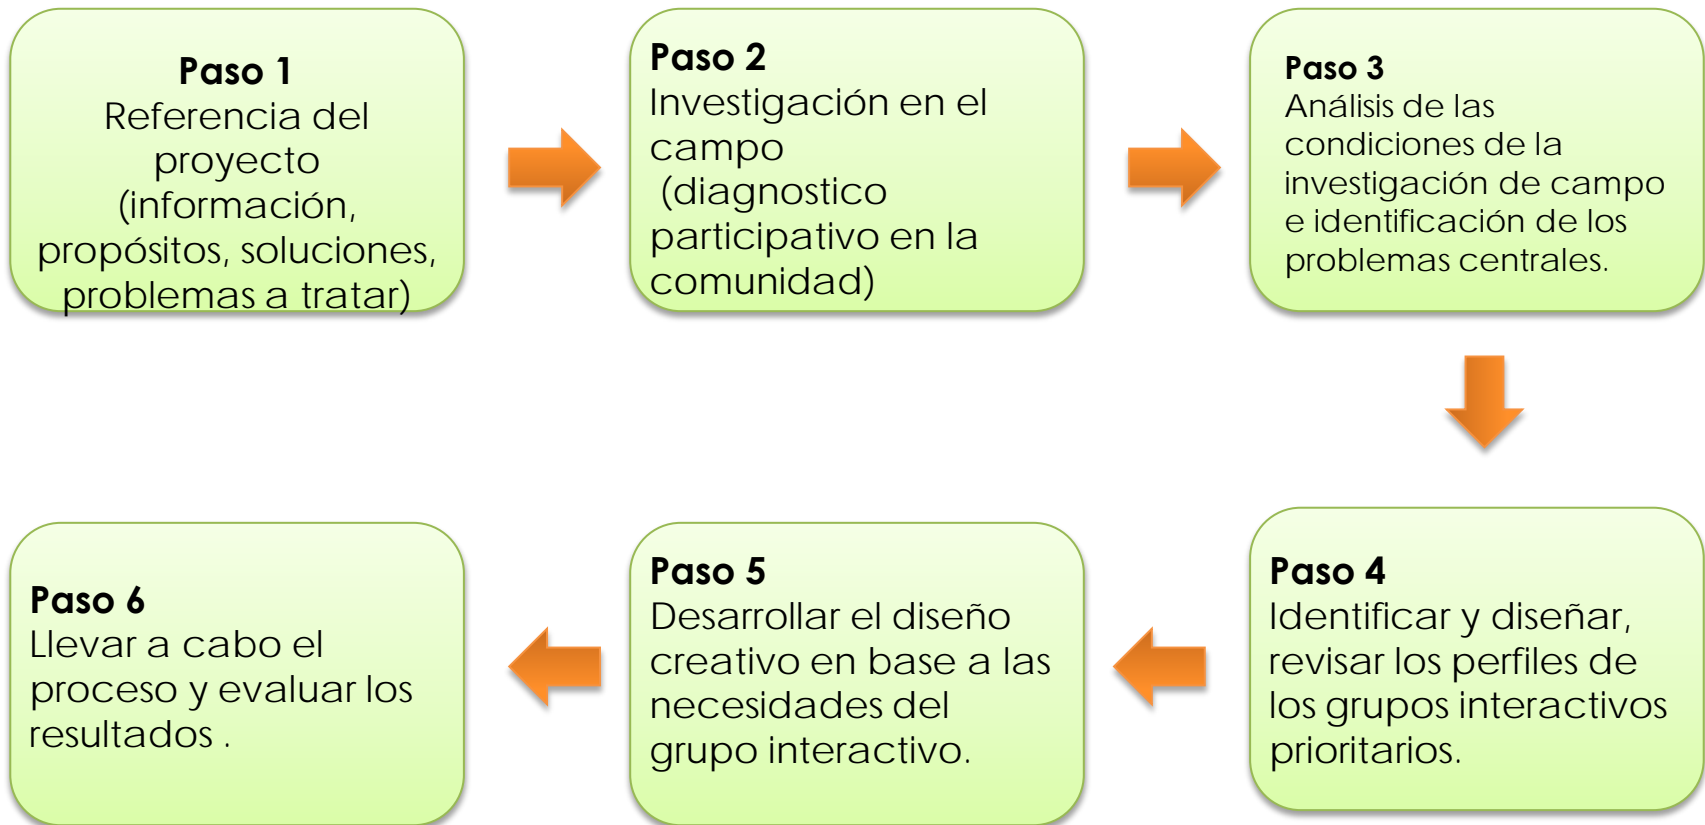 Paso 1
Referencia del
proyecto
(información,
propósitos, soluciones,
problemas a tratar)
Paso 2
Investigación en el
campo
(diagnostico
participativo en la
comunidad)
Paso 3
Análisis de las
condiciones de la
investigación de campo
e identificación de los
problemas centrales.
Paso 4
Identificar y diseñar,
revisar los perfiles de
los grupos interactivos
prioritarios.
Paso 5
Desarrollar el diseño
creativo en base a las
necesidades del
grupo interactivo.
Paso 6
Llevar a cabo el
proceso y evaluar los
resultados .